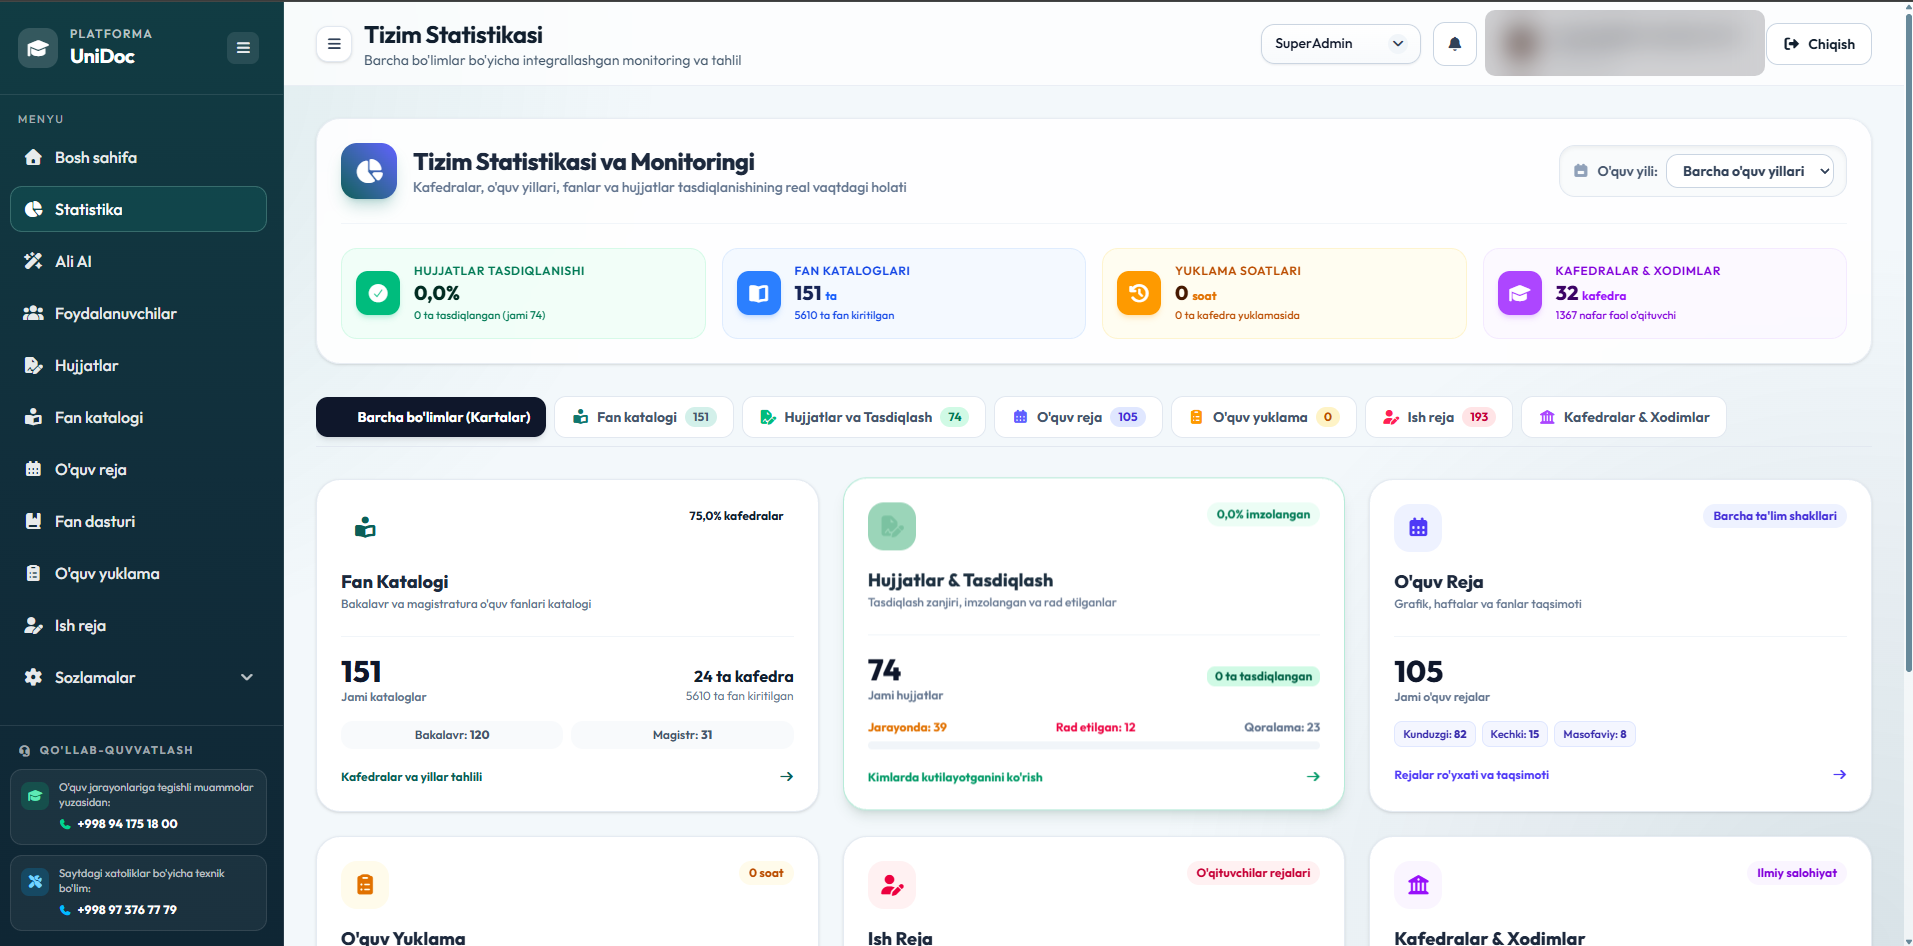 PLATFORMA
UniDoc
MENYU
Bosh sahifa
Statistika
Ali AI
Foydalanuvchilar
Hujjatlar
Fan katalogi
O'quv reja
Fan dasturi
O'quv yuklama
Ish reja
Sozlamalar
QO'LLAB-QUVVATLASH
O'quv jarayonlariga tegishli muammolar
yuzasidan:
+998 94 175 18 00
Saytdagi xatoliklar bo'yicha texnik
bo'lim:
+998 97 376 77 79
Tizim Statistikasi
Barcha bo'limlar bo'yicha integrallashgan monitoring va tahlil
SuperAdmin
Chiqish
Tizim Statistikasi va Monitoringi
Kafedralar, o'quv yillari, fanlar va hujjatlar tasdiqlanishining real vaqtdagi holati
O'quv yili: Barcha o'quv yillari
HUJJATLAR TASDIQLANISHI
0,0%
0 ta tasdiqlangan (jami 74)
FAN KATALOGLARI
151 ta
5610 ta fan kiritilgan
YUKLAMA SOATLARI
0 soat
0 ta kafedra yuklamasida
KAFEDRALAR & XODIMLAR
32 kafedra
1367 nafar faol o'qituvchi
Barcha bo'limlar (Kartalar)
Fan katalogi 151
Hujjatlar va Tasdiqlash 74
O'quv reja 105
O'quv yuklama 0
Ish reja 193
Kafedralar & Xodimlar
75,0% kafedralar
Fan Katalogi
Bakalavr va magistratura o'quv fanlari katalogi
151
Jami kataloglar
24 ta kafedra
5610 ta fan kiritilgan
Bakalavr: 120
Magistr: 31
Kafedralar va yillar tahlili
0,0% imzolangan
Hujjatlar & Tasdiqlash
Tasdiqlash zanjiri, imzolangan va rad etilganlar
74
Jami hujjatlar
0 ta tasdiqlangan
Jarayonda: 39
Rad etilgan: 12
Qoralama: 23
Kimlarda kutilayotganini ko'rish
Barcha ta'lim shakllari
O'quv Reja
Grafik, haftalar va fanlar taqsimoti
105
Jami o'quv rejalar
Kunduzgi: 82
Kechki: 15
Masofaviy: 8
Rejalar ro'yxati va taqsimoti
0 soat
O'quv Yuklama
O'qituvchilar rejalari
Ish Reja
Ilmiy salohiyat
Kafedralar & Xodimlar